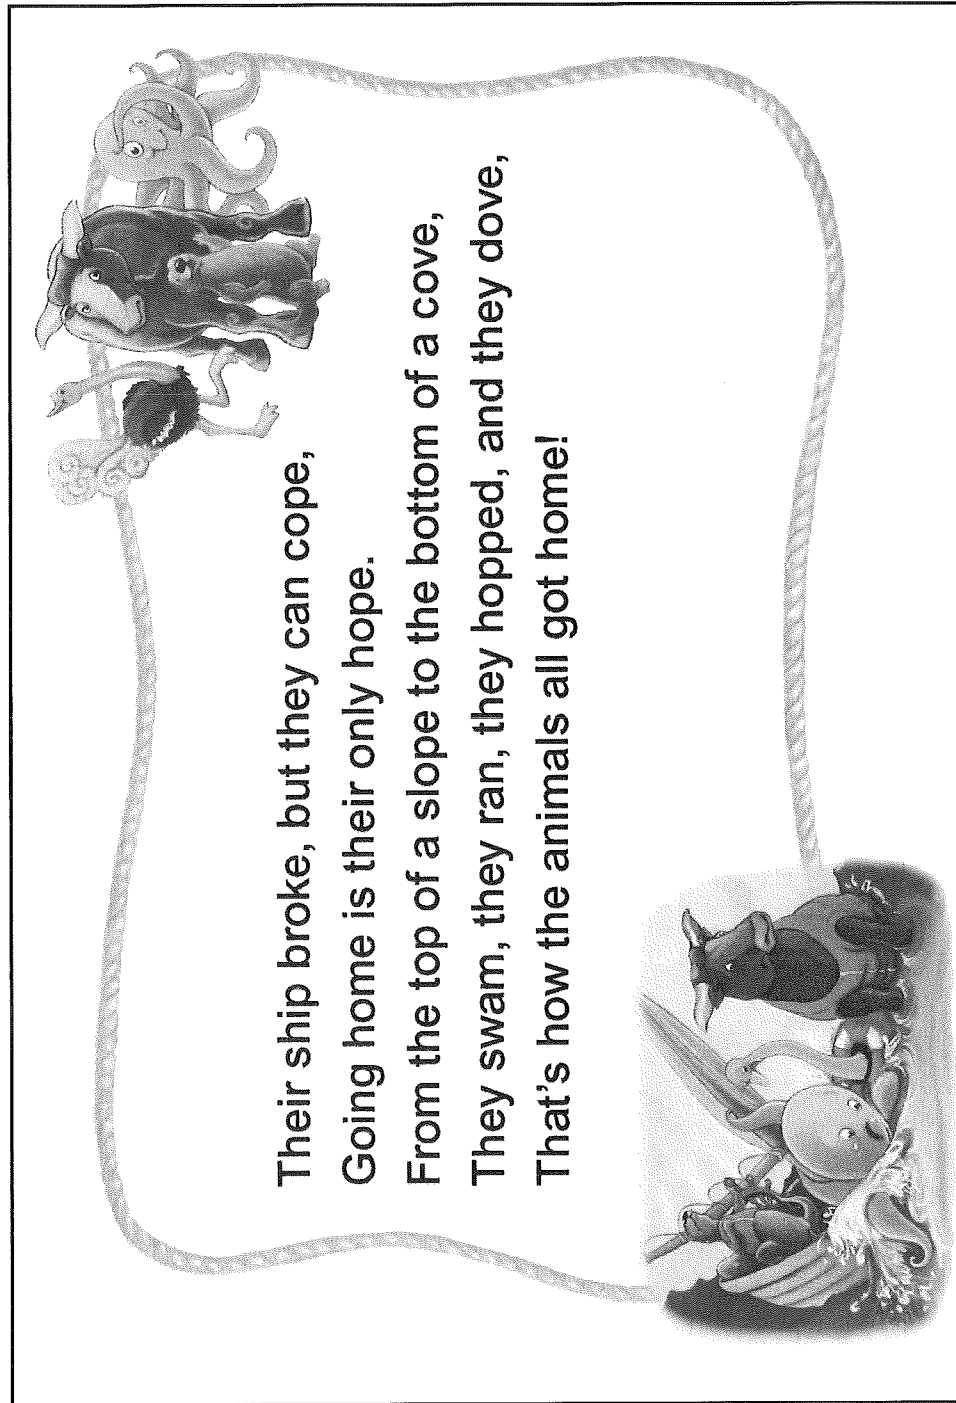 Their ship broke, but they can cope,
Going home is their only hope.
From the top of a slope to the bottom of a cove,
They swam, they ran, they hopped, and they dove,
That's how the animals all got home!